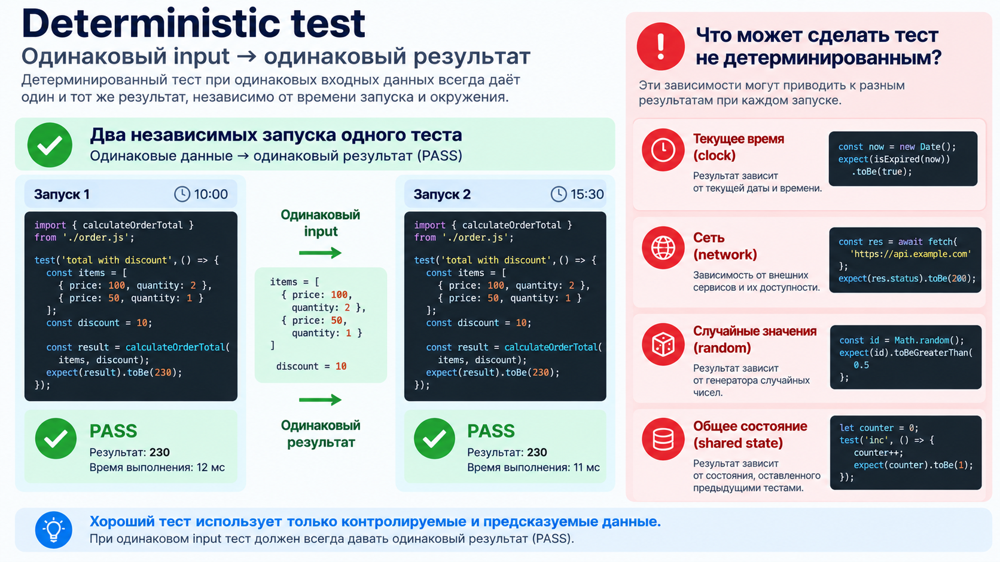 Deterministic test
Одинаковый input → одинаковый результат
Детерминированный тест при одинаковых входных данных всегда даёт
один и тот же результат, независимо от времени запуска и окружения.
Два независимых запуска одного теста
Одинаковые данные → одинаковый результат (PASS)
Запуск 1
10:00
import { calculateOrderTotal }
from './order.js';
test('total with discount',() => {
const items = [
{ price: 100, quantity: 2 },
{ price: 50, quantity: 1 }
];
const discount = 10;
const result = calculateOrderTotal(
items, discount);
expect(result).toBe(230);
});
PASS
Результат: 230
Время выполнения: 12 мс
Одинаковый
input
items = [
{ price: 100,
quantity: 2 },
{ price: 50,
quantity: 1 }
]
discount = 10
Одинаковый
результат
Запуск 2
15:30
import { calculateOrderTotal }
from './order.js';
test('total with discount',() => {
const items = [
{ price: 100, quantity: 2 },
{ price: 50, quantity: 1 }
];
const discount = 10;
const result = calculateOrderTotal(
items, discount);
expect(result).toBe(230);
});
PASS
Результат: 230
Время выполнения: 11 мс
Что может сделать тест
не детерминированным?
Эти зависимости могут приводить к разным
результатам при каждом запуске.
Текущее время
(clock)
Результат зависит
от текущей даты и времени.
const now = new Date();
expect(isExpired(now))
.toBe(true);
Сеть
(network)
Зависимость от внешних
сервисов и их доступности.
const res = await fetch{
'https://api.example.com'
};
expect(res.status).toBe(200);
Случайные значения
(random)
Результат зависит
от генератора случайных
чисел.
const id = Math.random();
expect(id).toBeGreaterThan(
0.5
};
Общее состояние
(shared state)
Результат зависит
от состояния, оставленного
предыдущими тестами.
let counter = 0;
test('inc', () => {
counter++;
expect(counter).toBe(1);
});
Хороший тест использует только контролируемые и предсказуемые данные.
При одинаковом input тест должен всегда давать одинаковый результат (PASS).